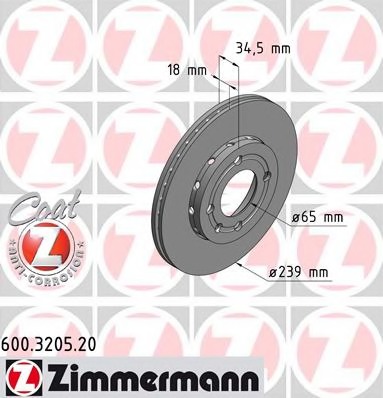 34,5 mm
18 mm
ø65 mm
ø239 mm
Coat
Z
ANTI-CORROSION
600.3205.20
Z Zimmermann